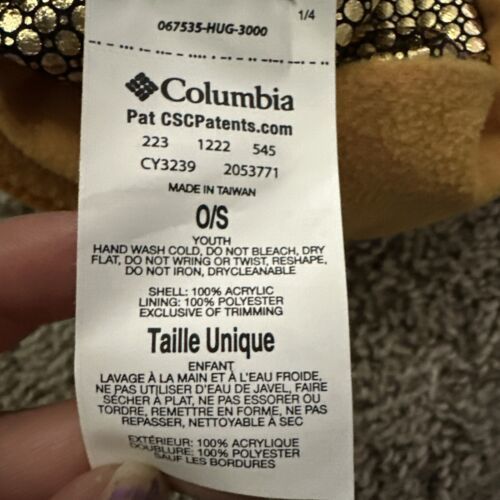 067535-HUG-3000
1/4
Columbia
Pat CSCPatents.com
223 1222 545
CY3239 2053771
MADE IN TAIWAN
O/S
YOUTH
HAND WASH COLD, DO NOT BLEACH, DRY
FLAT, DO NOT WRING OR TWIST, RESHAPE,
DO NOT IRON, DRYCLEANABLE
SHELL: 100% ACRYLIC
LINING: 100% POLYESTER
EXCLUSIVE OF TRIMMING
Taille Unique
ENFANT
LAVAGE À LA MAIN ET À L'EAU FROIDE,
NE PAS UTILISER D'EAU DE JAVEL, FAIRE
SÉCHER À PLAT, NE PAS ESSORER OU
TORDRE, REMETTRE EN FORME, NE PAS
REPASSER, NETTOYABLE À SEC
EXTÉRIEUR: 100% ACRYLIQUE
DOUBLURE: 100% POLYESTER
SAUF LES BORDURES